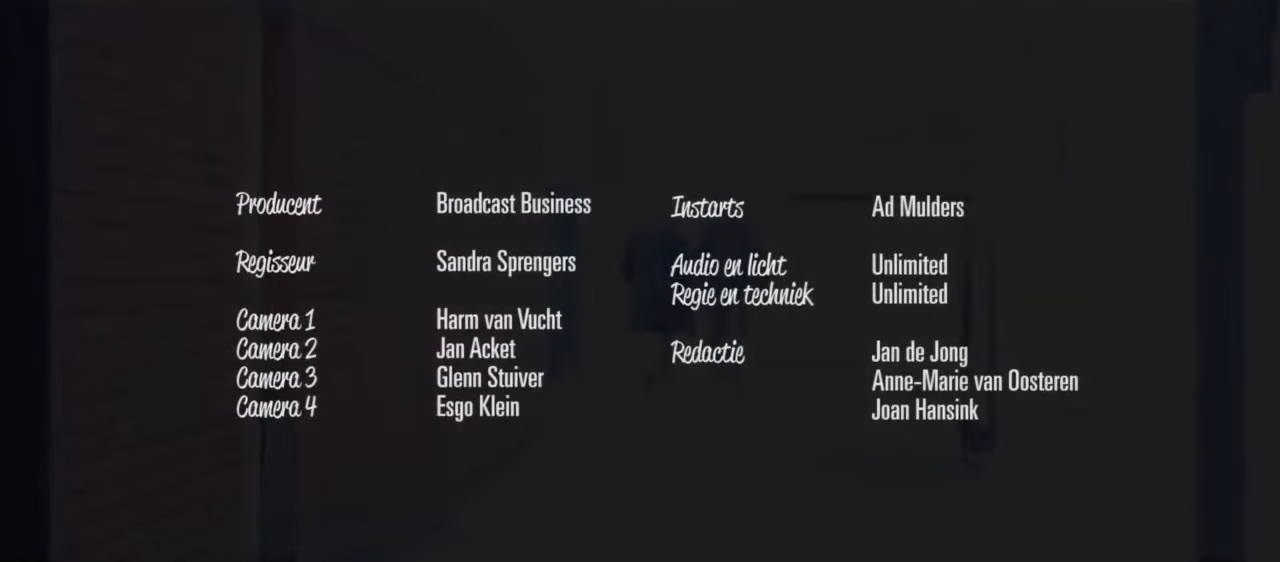 Producent Broadcast Business
Regisseur Sandra Sprengers
Camera 1 Harm van Vucht
Camera 2 Jan Acket
Camera 3 Glenn Stuiver
Camera 4 Esgo Klein
Instarts Ad Mulders
Audio en licht Unlimited
Regie en techniek Unlimited
Redactie Jan de Jong
Anne-Marie van Oosteren
Joan Hansink